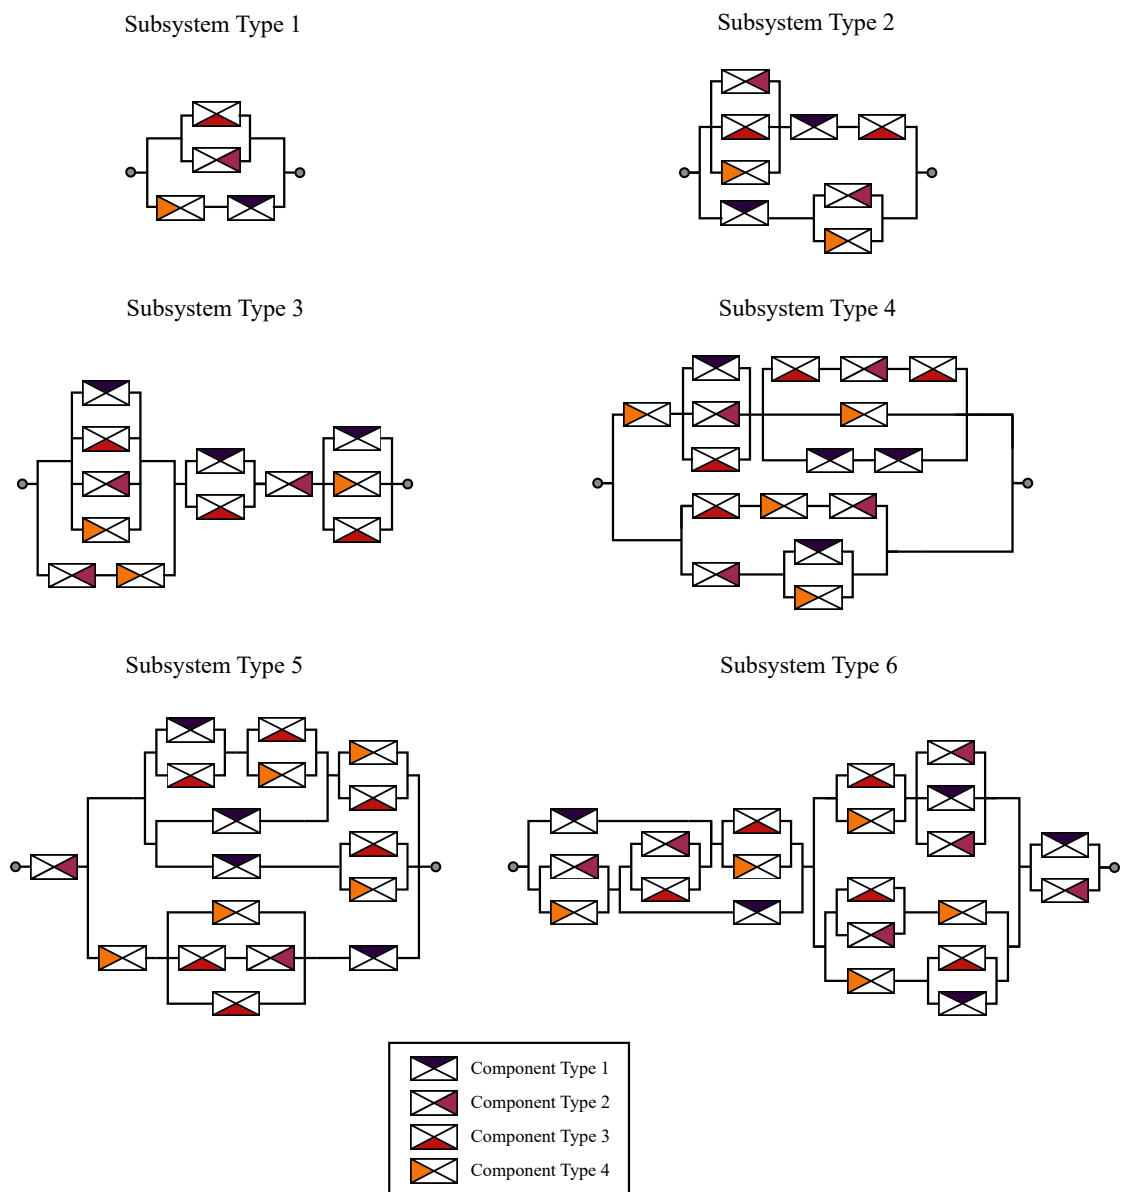 Subsystem Type 1
Subsystem Type 2
Subsystem Type 3
Subsystem Type 4
Subsystem Type 5
Subsystem Type 6
Component Type 1
Component Type 2
Component Type 3
Component Type 4